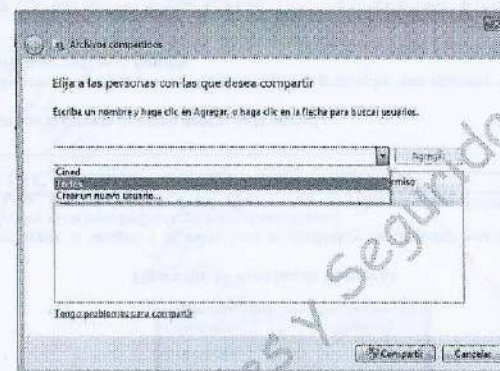 Archivos compartidos
Elija a las personas con las que desea compartir
Escriba un nombre y haga clic en Agregar, o haga clic en la flecha para buscar usuarios.
Agregar
Cined
Todos
Crear un nuevo usuario...
Tengo problemas para compartir
Compartir
Cancelar
y Seguridad